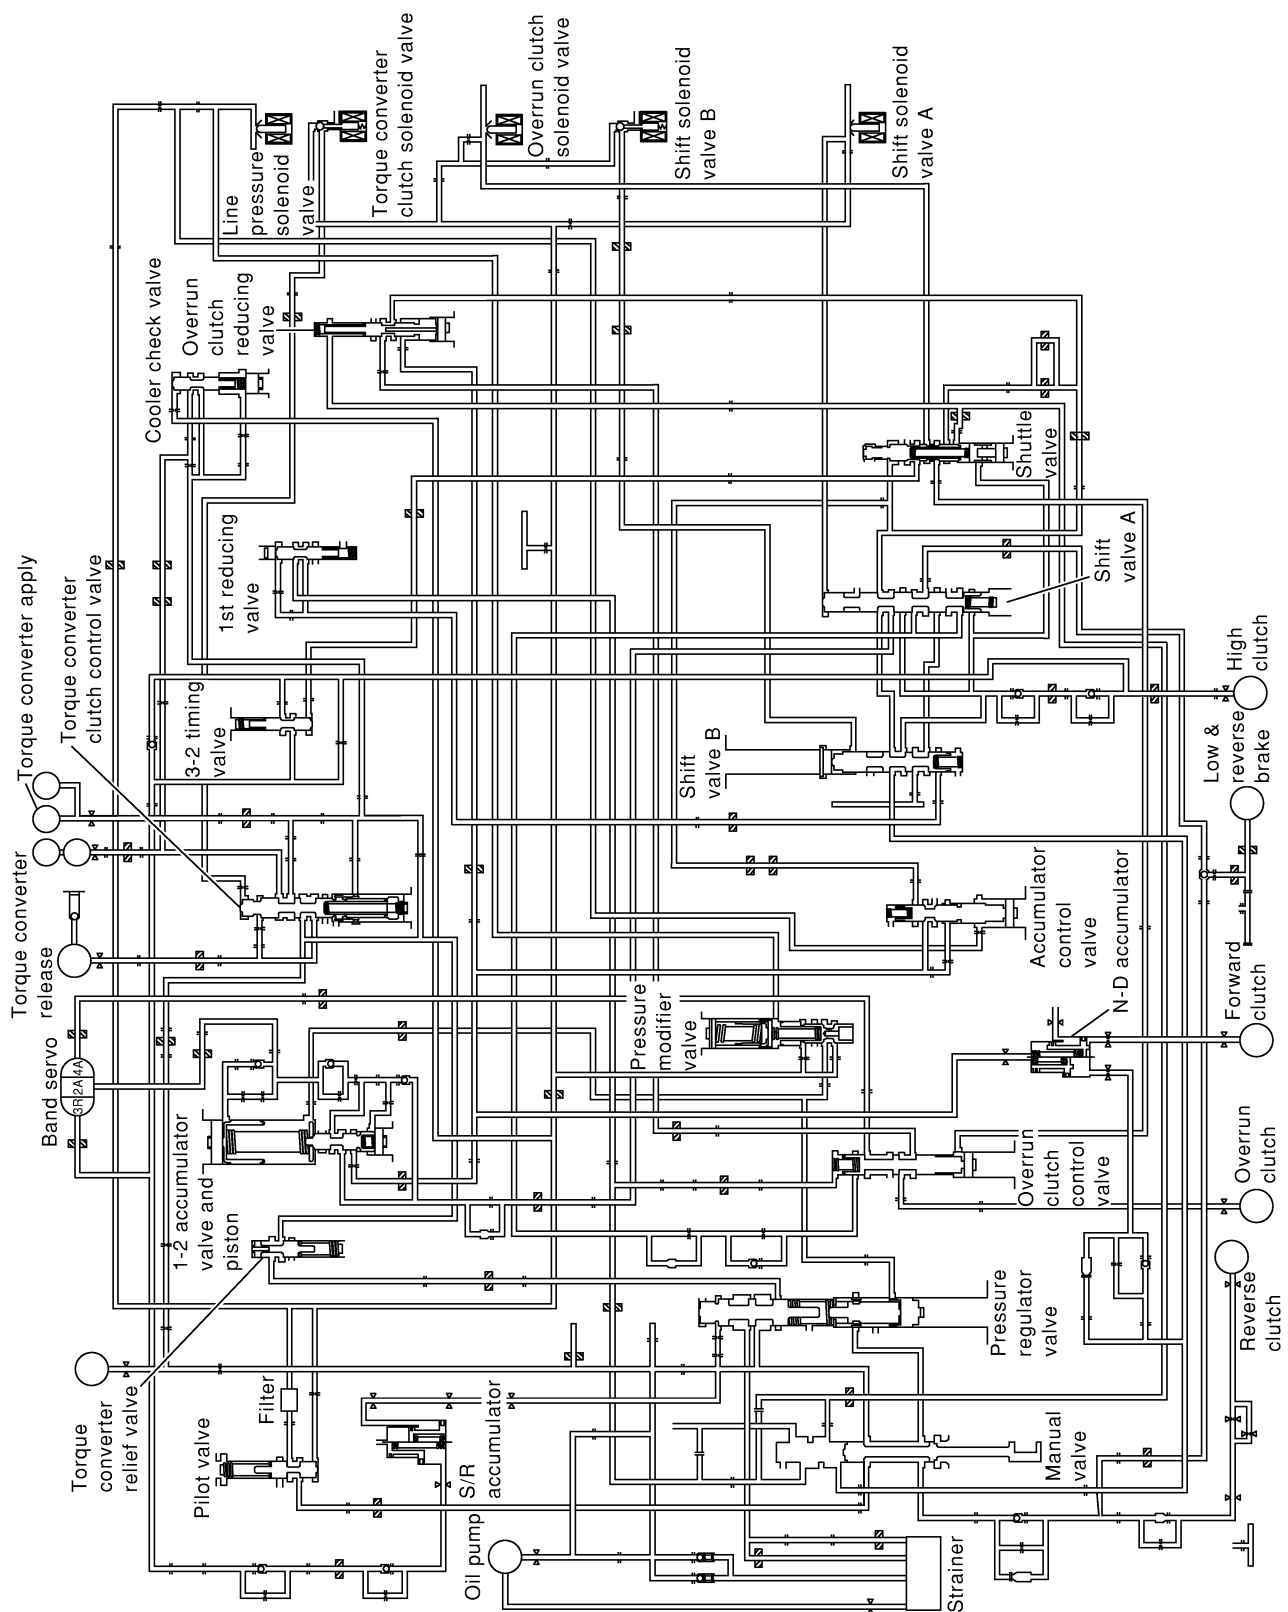 Line
pressure
solenoid
valve
Torque converter
clutch solenoid valve
Overrun clutch
solenoid valve
Shift solenoid
valve B
Shift solenoid
valve A
Cooler check valve
Overrun
clutch
reducing
valve
Shuttle
valve
1st reducing
valve
Shift
valve A
Torque converter apply
Torque converter
clutch control valve
3-2 timing
valve
Shift
valve B
High
clutch
Low &
reverse
brake
Torque converter
release
Accumulator
control
valve
N-D accumulator
Forward
clutch
Band servo
3R 2A 4A
Pressure
modifier
valve
1-2 accumulator
valve and
piston
Overrun
clutch
control
valve
Overrun
clutch
Torque
converter
relief valve
Pressure
regulator
valve
Reverse
clutch
Filter
Pilot valve
S/R
accumulator
Manual
valve
Oil pump
Strainer